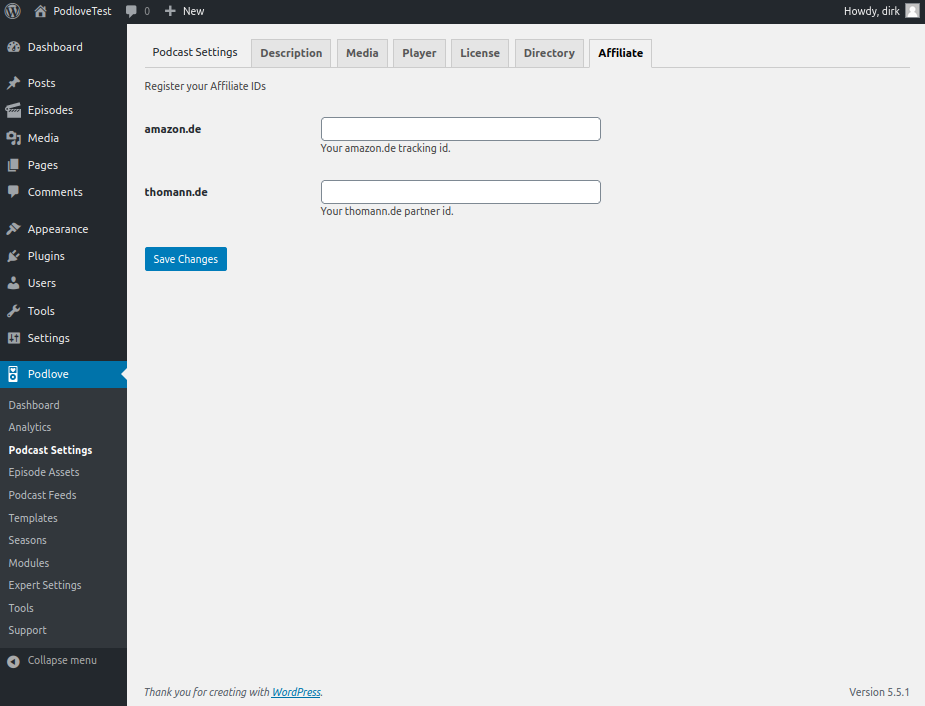 PodloveTest 0 New Howdy, dirk
Dashboard
Posts
Episodes
Media
Pages
Comments
Appearance
Plugins
Users
Tools
Settings
Podlove
Dashboard
Analytics
Podcast Settings
Episode Assets
Podcast Feeds
Templates
Seasons
Modules
Expert Settings
Tools
Support
Collapse menu
Podcast Settings Description Media Player License Directory Affiliate
Register your Affiliate IDs
amazon.de
Your amazon.de tracking id.
thomann.de
Your thomann.de partner id.
Save Changes
Thank you for creating with WordPress. Version 5.5.1